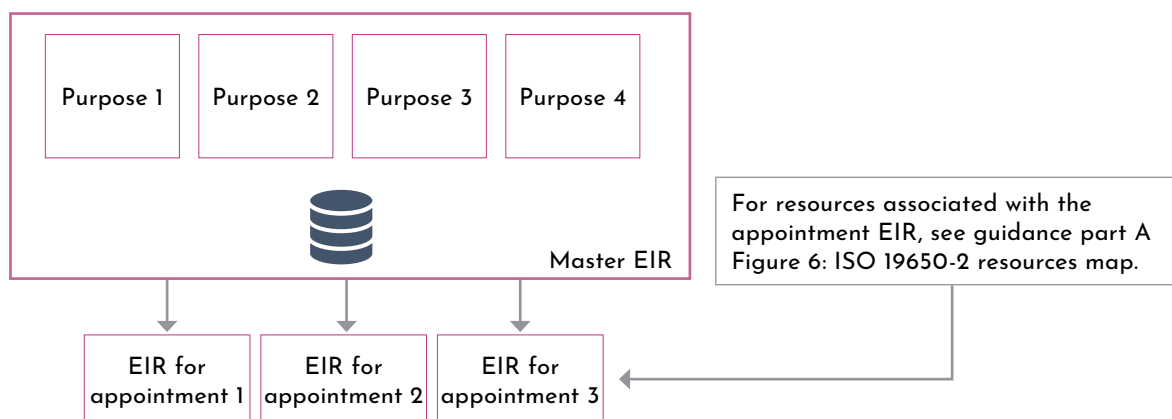 Purpose 1
Purpose 2
Purpose 3
Purpose 4
Master EIR
For resources associated with the
appointment EIR, see guidance part A
Figure 6: ISO 19650-2 resources map.
EIR for
appointment 1
EIR for
appointment 2
EIR for
appointment 3